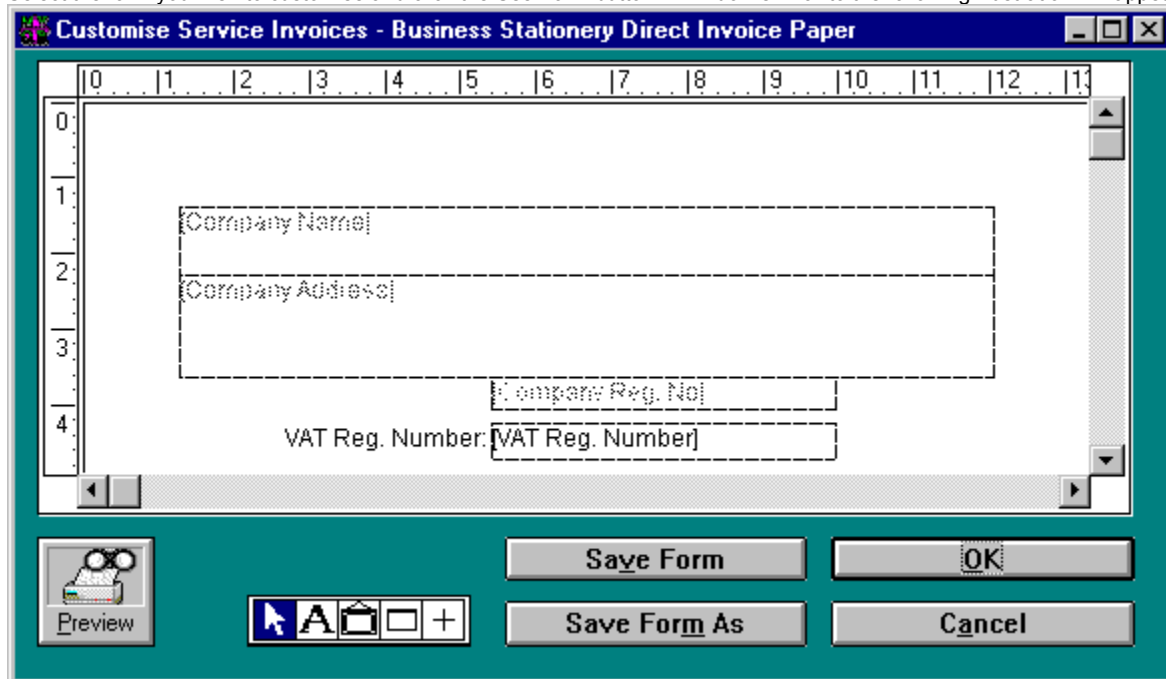 Customise Service Invoices - Business Stationery Direct Invoice Paper
|0 |1 |2 |3 |4 |5 |6 |7 |8 |9 |10 |11 |12
0
1
[Company Name]
2
[Company Address]
3
[Company Reg. No]
4
VAT Reg. Number: [VAT Reg. Number]
Save Form
OK
Preview
A
Save Form As
Cancel